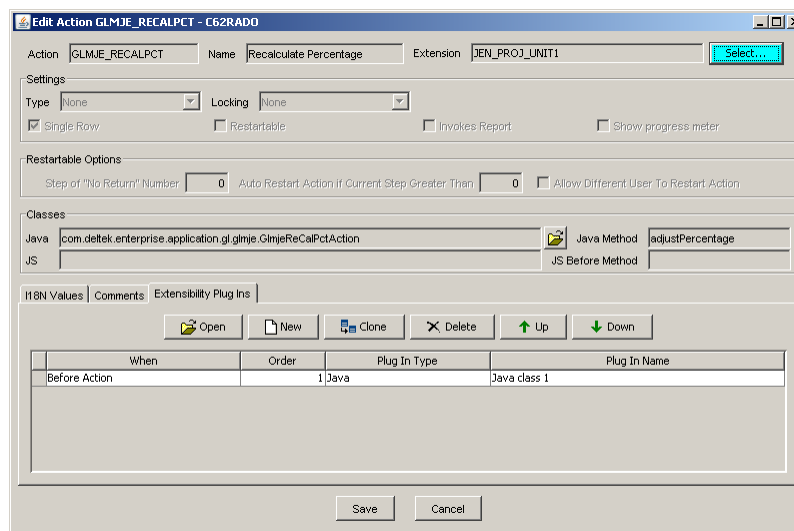 Edit Action GLMJE_RECALPCT - C62RADO
Action GLMJE_RECALPCT Name Recalculate Percentage Extension JEN_PROJ_UNIT1 Select...
Settings
Type None Locking None
Single Row Restartable Invokes Report Show progress meter
Restartable Options
Step of "No Return" Number 0 Auto Restart Action if Current Step Greater Than 0 Allow Different User To Restart Action
Classes
Java com.deltek.enterprise.application.gl.glmje.GlmjeReCalPctAction Java Method adjustPercentage
JS JS Before Method
I18N Values Comments Extensibility Plug Ins
Open New Clone Delete Up Down
When Order Plug In Type Plug In Name
Before Action 1 Java Java class 1
Save Cancel